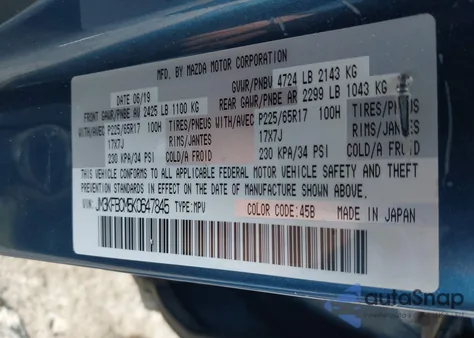 MFD. BY MAZDA MOTOR CORPORATION
DATE 06/19 GVWR/PNBV 4724 LB 2143 KG
FRONT GAWR/PNBE AV 2425 LB 1100 KG REAR GAWR/PNBE AR 2299 LB 1043 KG
WITH/AVEC P225/65R17 100H TIRES/PNEUS WITH/AVEC P225/65R17 100H TIRES/PNEUS
17X7J RIMS/JANTES 17X7J RIMS/JANTES
230 KPA/34 PSI COLD/A FROID 230 KPA/34 PSI COLD/A FROID
THIS VEHICLE CONFORMS TO ALL APPLICABLE FEDERAL MOTOR VEHICLE SAFETY AND THEFT
PREVENTION STANDARDS IN EFFECT ON THE DATE OF MANUFACTURE SHOWN ABOVE.
VIN: JM3KFBCM5K0647845 TYPE:MPV COLOR CODE:45B MADE IN JAPAN
autoSnap